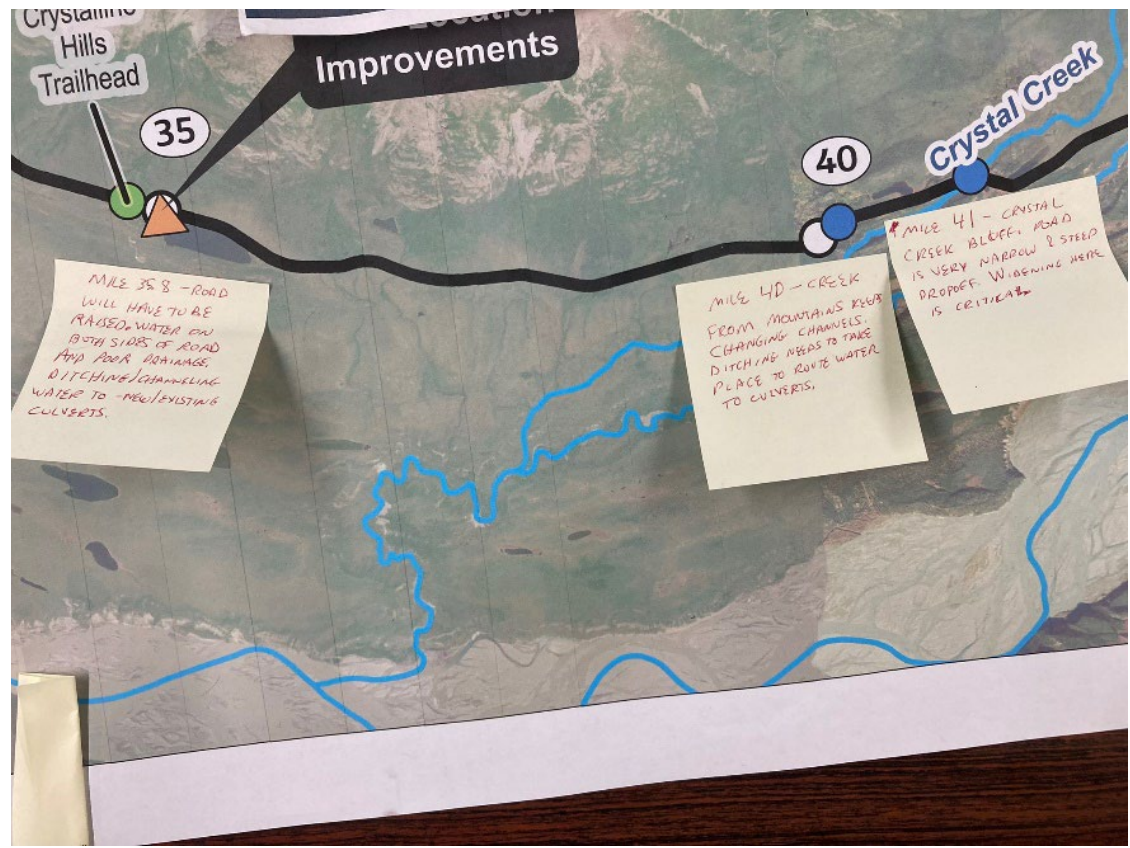 Crystalline
Hills
Trailhead
35
Location
Improvements
40
Crystal Creek
MILE 35.8 - ROAD
WILL HAVE TO BE
RAISED. WATER ON
BOTH SIDES OF ROAD
AND POOR DRAINAGE.
DITCHING/CHANNELING
WATER TO -NEW/EXISTING
CULVERTS.
MILE 40 - CREEK
FROM MOUNTAINS KEEPS
CHANGING CHANNELS.
DITCHING NEEDS TO TAKE
PLACE TO ROUTE WATER
TO CULVERTS.
MILE 41 - CRYSTAL
CREEK BLUFF. ROAD
IS VERY NARROW & STEEP
DROPOFF. WIDENING HERE
IS CRITICAL